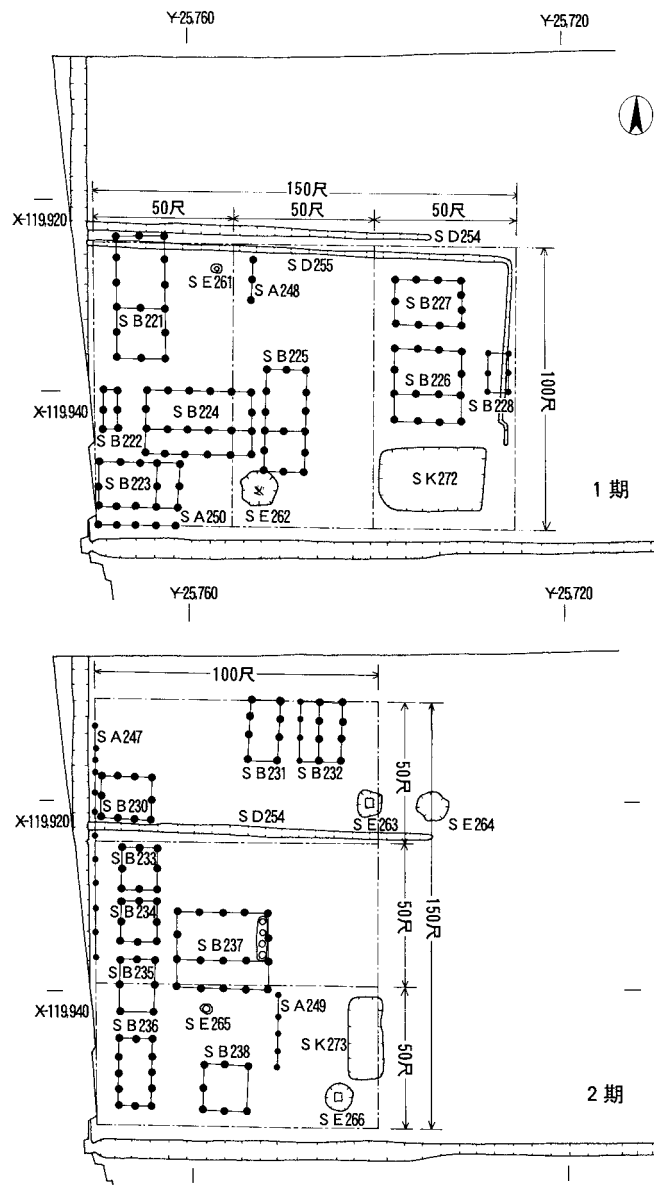 Y-25,760
Y-25,720
X-119,920
150尺
50尺
50尺
50尺
SD254
SD255
SE261
SA248
SB221
SB227
SB225
SB226
100尺
X-119,940
SB224
SB228
SB222
SB223
SK272
SA250
SE262
1期
Y-25,760
Y-25,720
100尺
SA247
SB231
SB232
50尺
SB230
SD254
SE263
SE264
X-119,920
SB233
SB234
50尺
150尺
SB237
SB235
SA249
X-119,940
SE265
SB236
SK273
50尺
SB238
SE266
2期